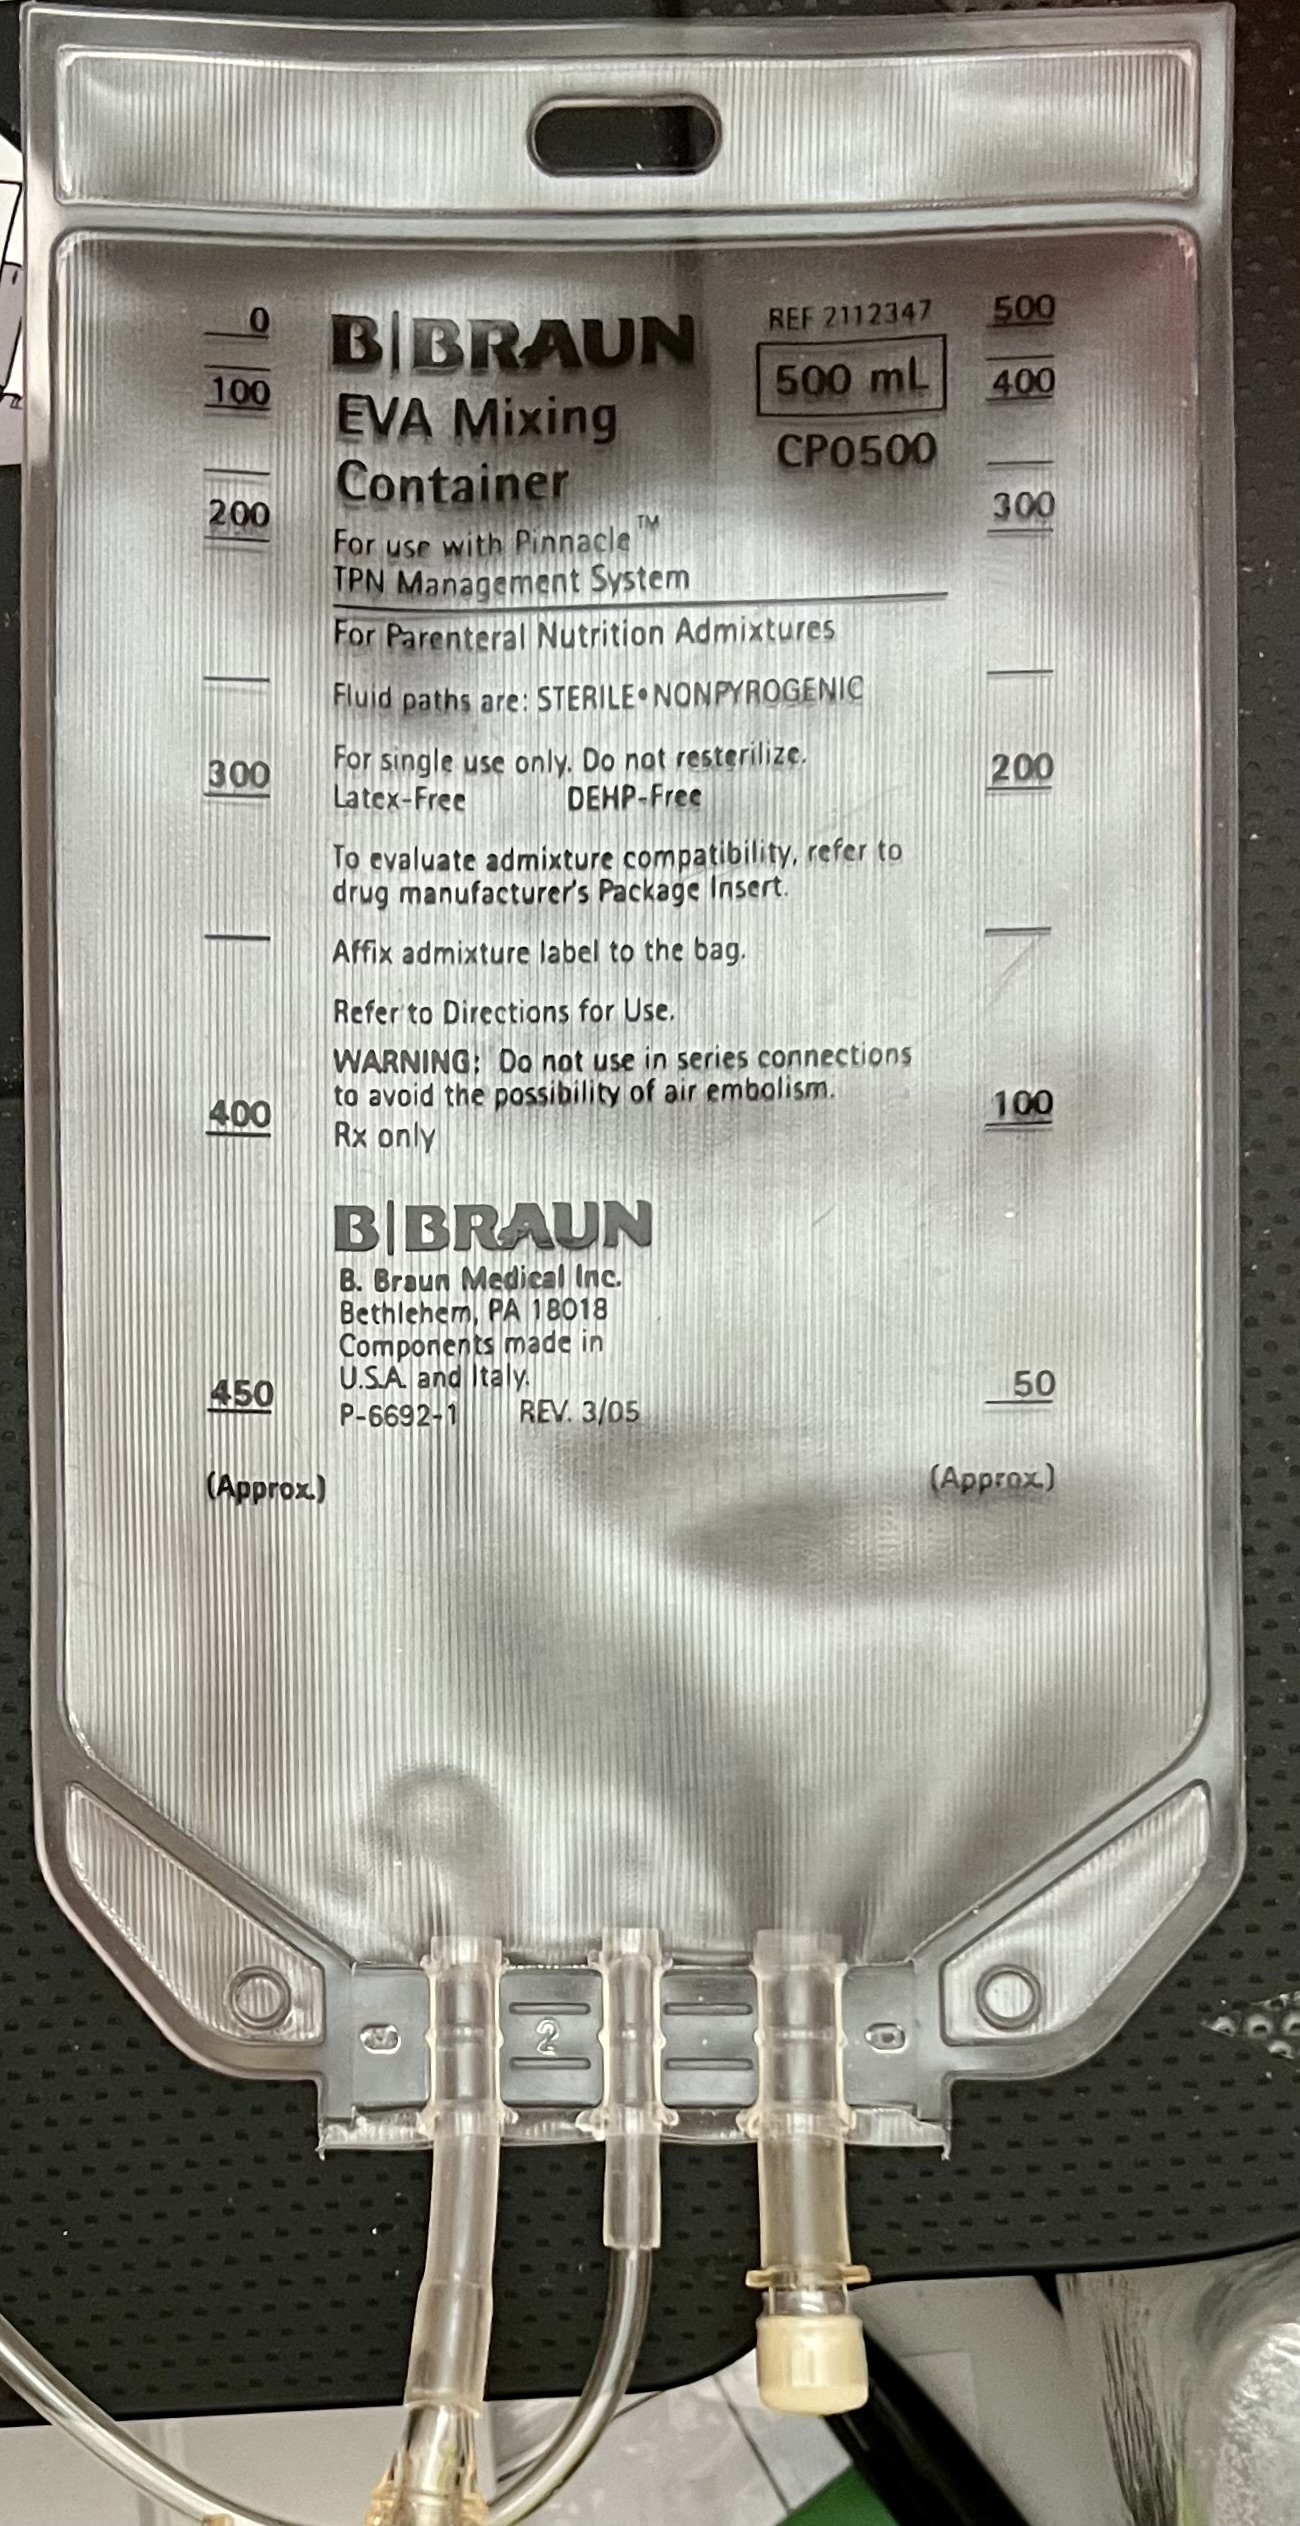 0
B|BRAUN
REF 2112347
500
100
EVA Mixing
500 mL
400
Container
CP0500
200
300
For use with Pinnacle™
TPN Management System
For Parenteral Nutrition Admixtures
Fluid paths are: STERILE•NONPYROGENIC
300
For single use only. Do not resterilize.
200
Latex-Free DEHP-Free
To evaluate admixture compatibility, refer to
drug manufacturer's Package Insert.
Affix admixture label to the bag.
Refer to Directions for Use.
WARNING: Do not use in series connections
to avoid the possibility of air embolism.
400
100
Rx only
B|BRAUN
B. Braun Medical Inc.
Bethlehem, PA 18018
Components made in
U.S.A. and Italy.
450
50
P-6692-1 REV. 3/05
(Approx.)
(Approx.)
2